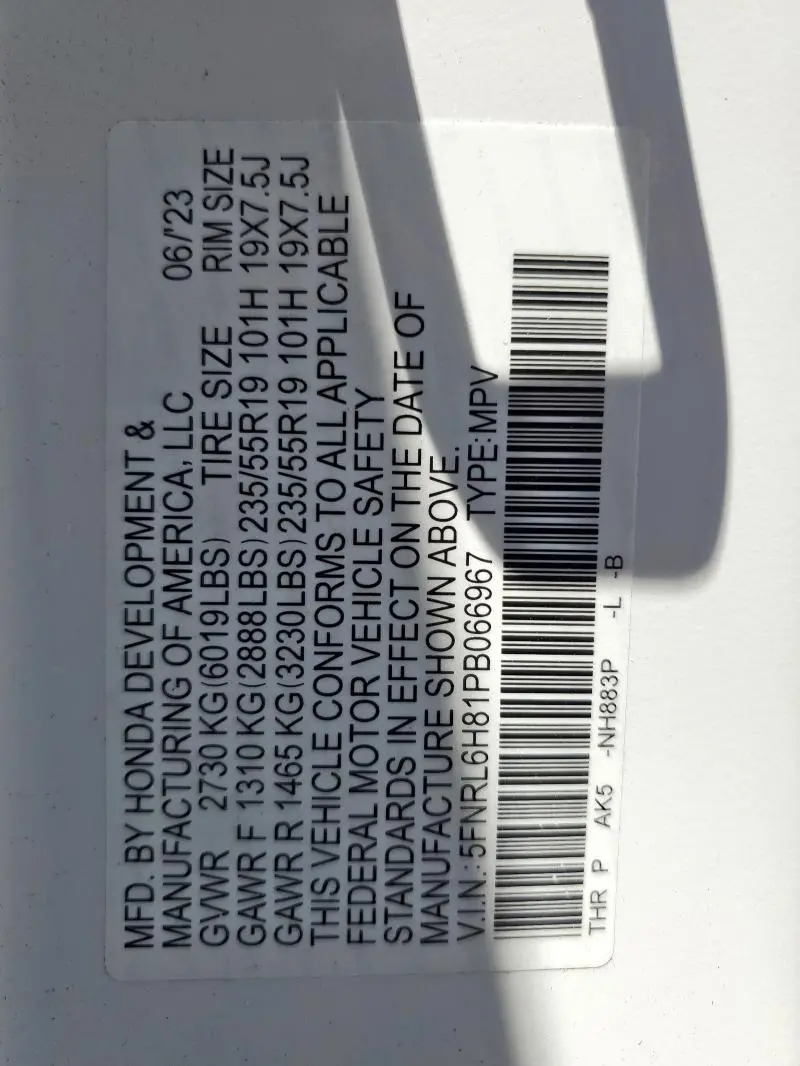 MFD. BY HONDA DEVELOPMENT &
MANUFACTURING OF AMERICA, LLC 06/'23
GVWR 2730 KG(6019LBS) TIRE SIZE RIM SIZE
GAWR F 1310 KG(2888LBS) 235/55R19 101H 19X7.5J
GAWR R 1465 KG(3230LBS) 235/55R19 101H 19X7.5J
THIS VEHICLE CONFORMS TO ALL APPLICABLE
FEDERAL MOTOR VEHICLE SAFETY
STANDARDS IN EFFECT ON THE DATE OF
MANUFACTURE SHOWN ABOVE.
V.I.N.: 5FNRL6H81PB066967 TYPE: MPV
THR P AK5 -NH883P -L -B